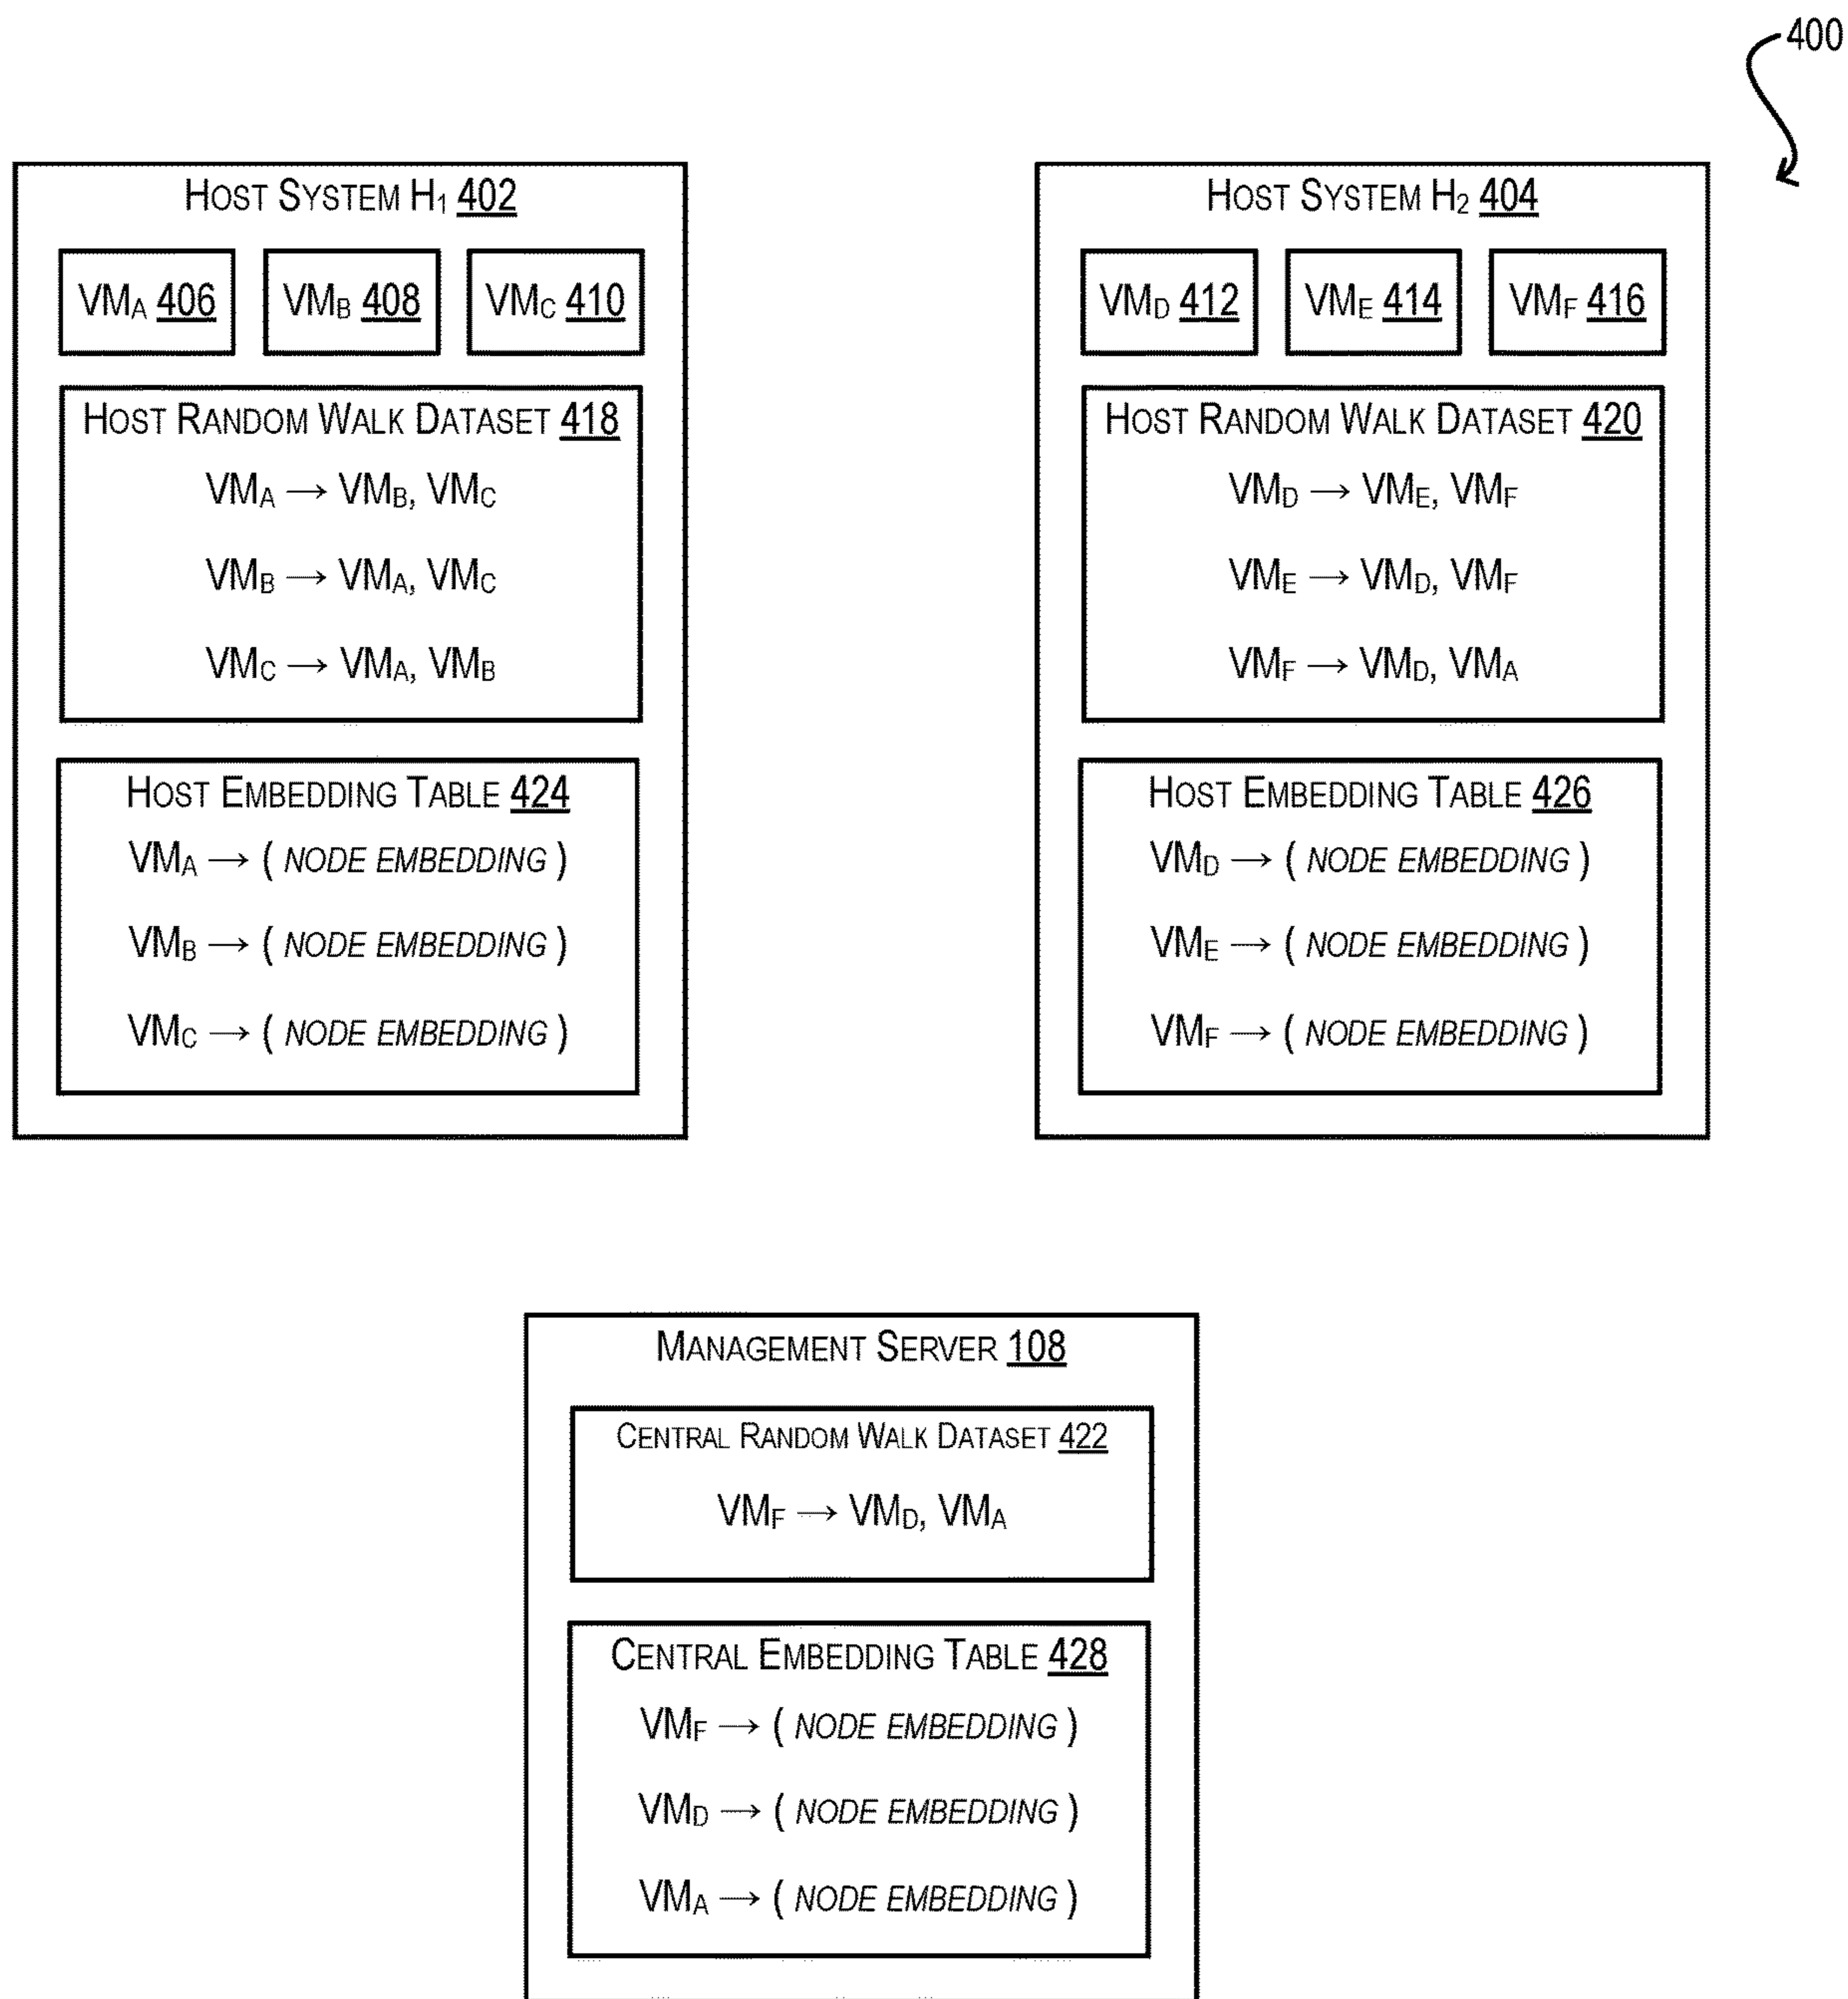 400
HOST SYSTEM H1 402
VMA 406
VMB 408
VMC 410
HOST RANDOM WALK DATASET 418
VMA → VMB, VMC
VMB → VMA, VMC
VMC → VMA, VMB
HOST EMBEDDING TABLE 424
VMA → ( NODE EMBEDDING )
VMB → ( NODE EMBEDDING )
VMC → ( NODE EMBEDDING )
HOST SYSTEM H2 404
VMD 412
VME 414
VMF 416
HOST RANDOM WALK DATASET 420
VMD → VME, VMF
VME → VMD, VMF
VMF → VMD, VMA
HOST EMBEDDING TABLE 426
VMD → ( NODE EMBEDDING )
VME → ( NODE EMBEDDING )
VMF → ( NODE EMBEDDING )
MANAGEMENT SERVER 108
CENTRAL RANDOM WALK DATASET 422
VMF → VMD, VMA
CENTRAL EMBEDDING TABLE 428
VMF → ( NODE EMBEDDING )
VMD → ( NODE EMBEDDING )
VMA → ( NODE EMBEDDING )